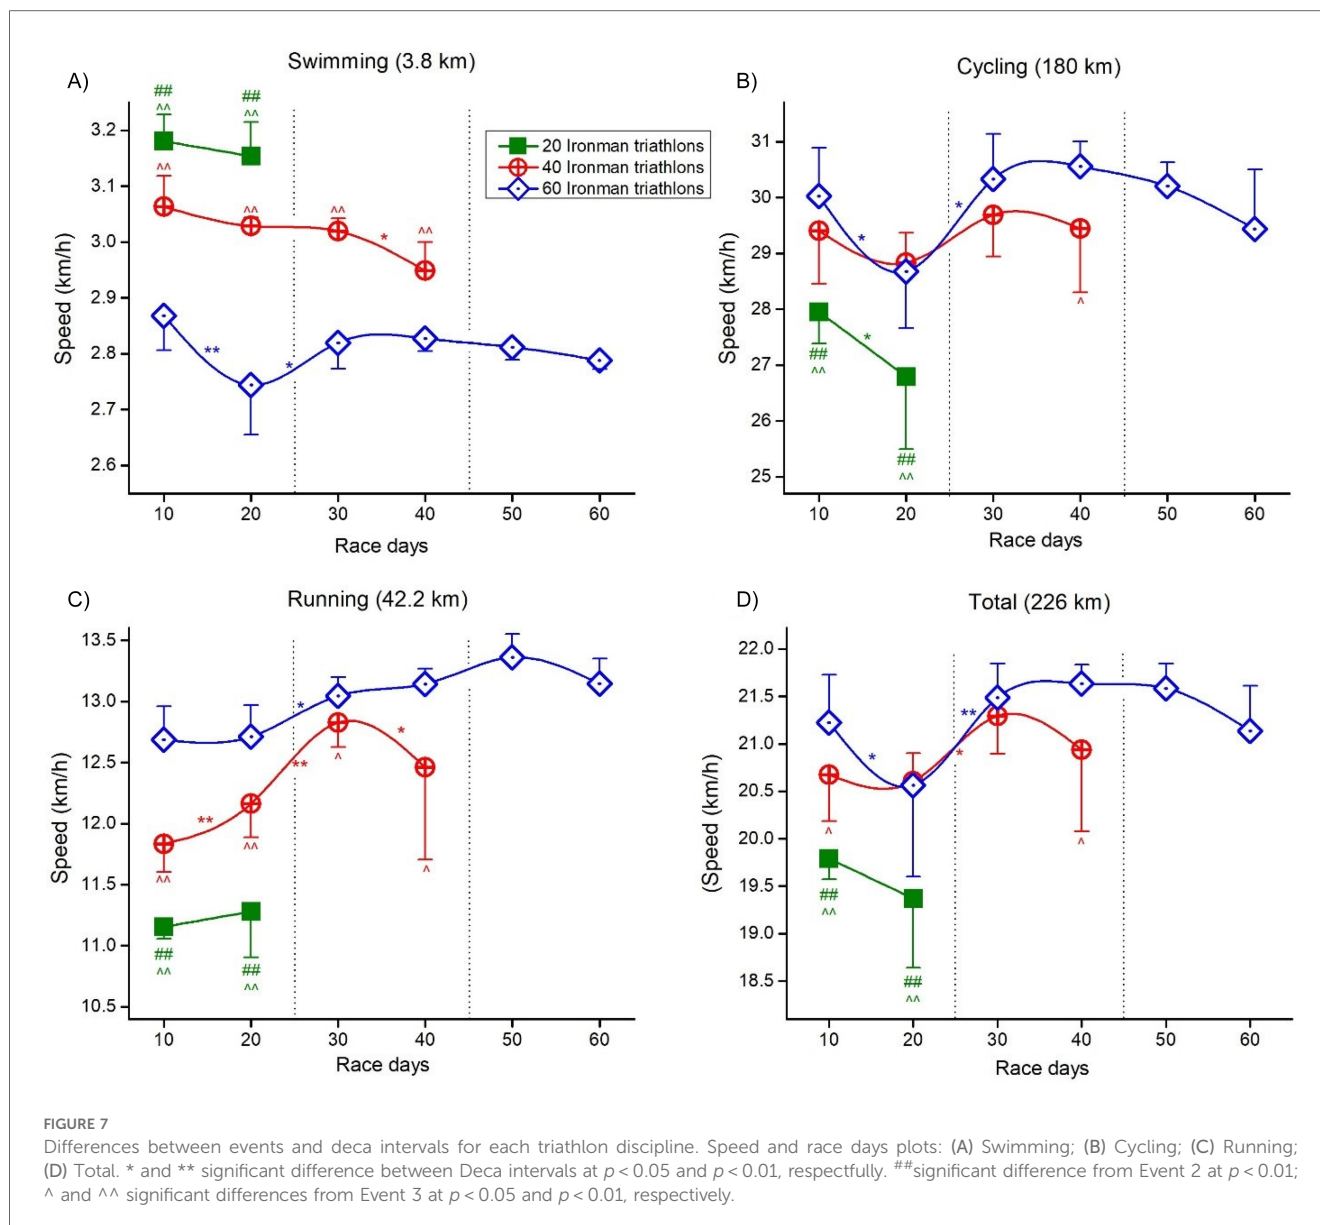 A)
Swimming (3.8 km)
##
^^
##
^^
^^
^^
^^
^^
*
**
*
20 Ironman triathlons
40 Ironman triathlons
60 Ironman triathlons
3.2
3.1
3.0
2.9
2.8
2.7
2.6
Speed (km/h)
10 20 30 40 50 60
Race days
B)
Cycling (180 km)
31
30
29
28
27
26
25
Speed (km/h)
*
*
*
^
##
^^
##
^^
10 20 30 40 50 60
Race days
C)
Running (42.2 km)
13.5
13.0
12.5
12.0
11.5
11.0
10.5
Speed (km/h)
*
*
**
**
^
^^
^^
^
##
^^
##
^^
10 20 30 40 50 60
Race days
D)
Total (226 km)
22.0
21.5
21.0
20.5
20.0
19.5
19.0
18.5
(Speed (km/h)
**
*
*
^
^
##
^^
##
^^
10 20 30 40 50 60
Race days
FIGURE 7
Differences between events and deca intervals for each triathlon discipline. Speed and race days plots: (A) Swimming; (B) Cycling; (C) Running;
(D) Total. * and ** significant difference between Deca intervals at p < 0.05 and p < 0.01, respectfully. ##significant difference from Event 2 at p < 0.01;
^ and ^^ significant differences from Event 3 at p < 0.05 and p < 0.01, respectively.